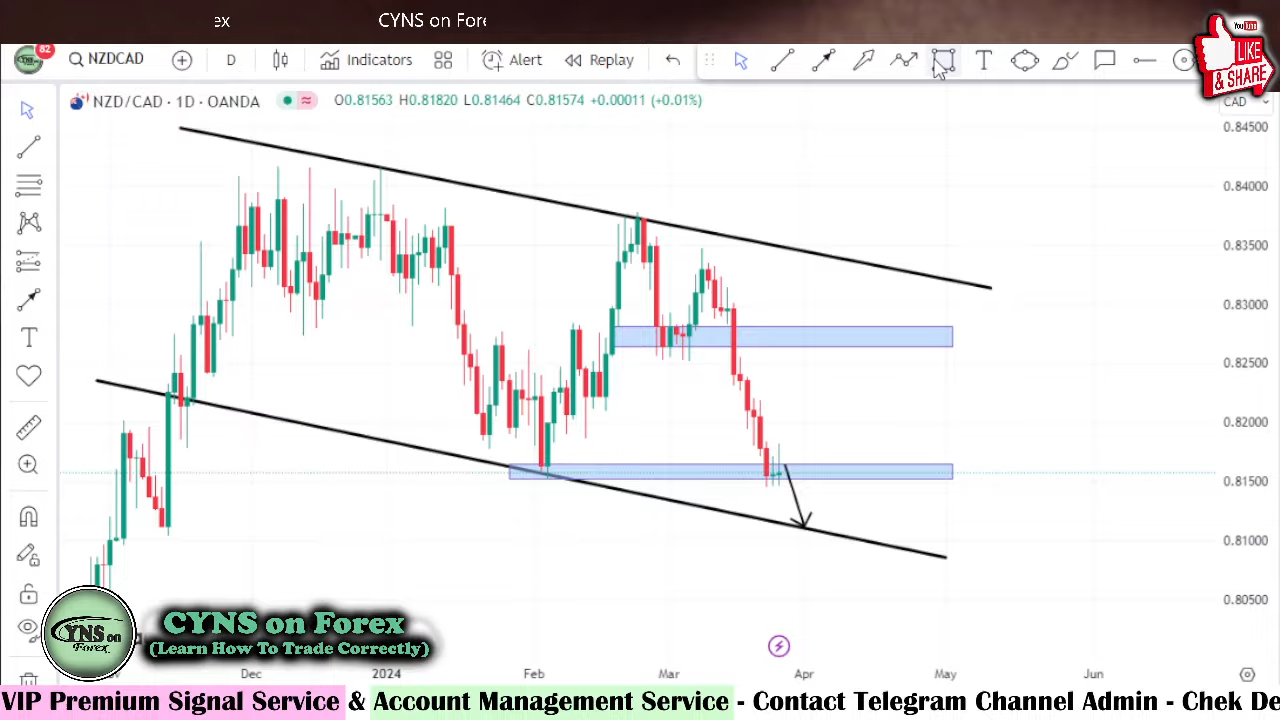 ex
CYNS on Fore
82
NZDCAD
D
Indicators
Alert
Replay
YouTube
LIKE
& SHARE
NZD/CAD · 1D · OANDA
O0.81563 H0.81820 L0.81464 C0.81574 +0.00011 (+0.01%)
CAD
0.84500
0.84000
0.83500
0.83000
0.82500
0.82000
0.81500
0.81000
0.80500
CYNS on Forex
(Learn How To Trade Correctly)
CYNS on
Forex
Dec
2024
Feb
Mar
Apr
May
Jun
VIP Premium Signal Service & Account Management Service - Contact Telegram Channel Admin - Chek De